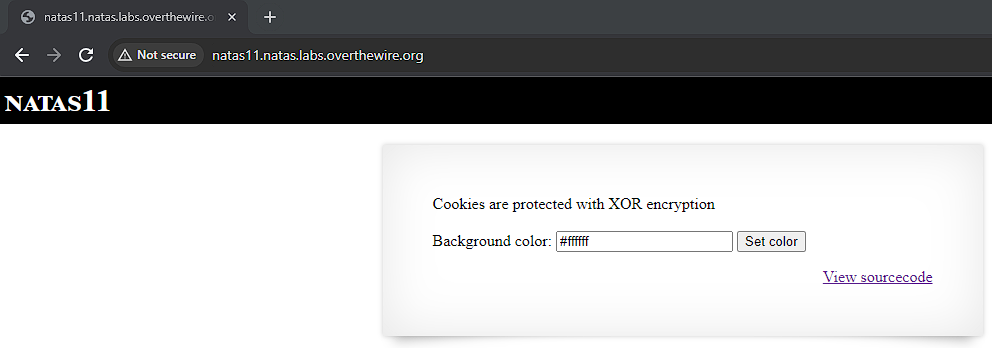 natas11.natas.labs.overthewire.o
Not secure natas11.natas.labs.overthewire.org
NATAS11
Cookies are protected with XOR encryption
Background color: #ffffff Set color
View sourcecode